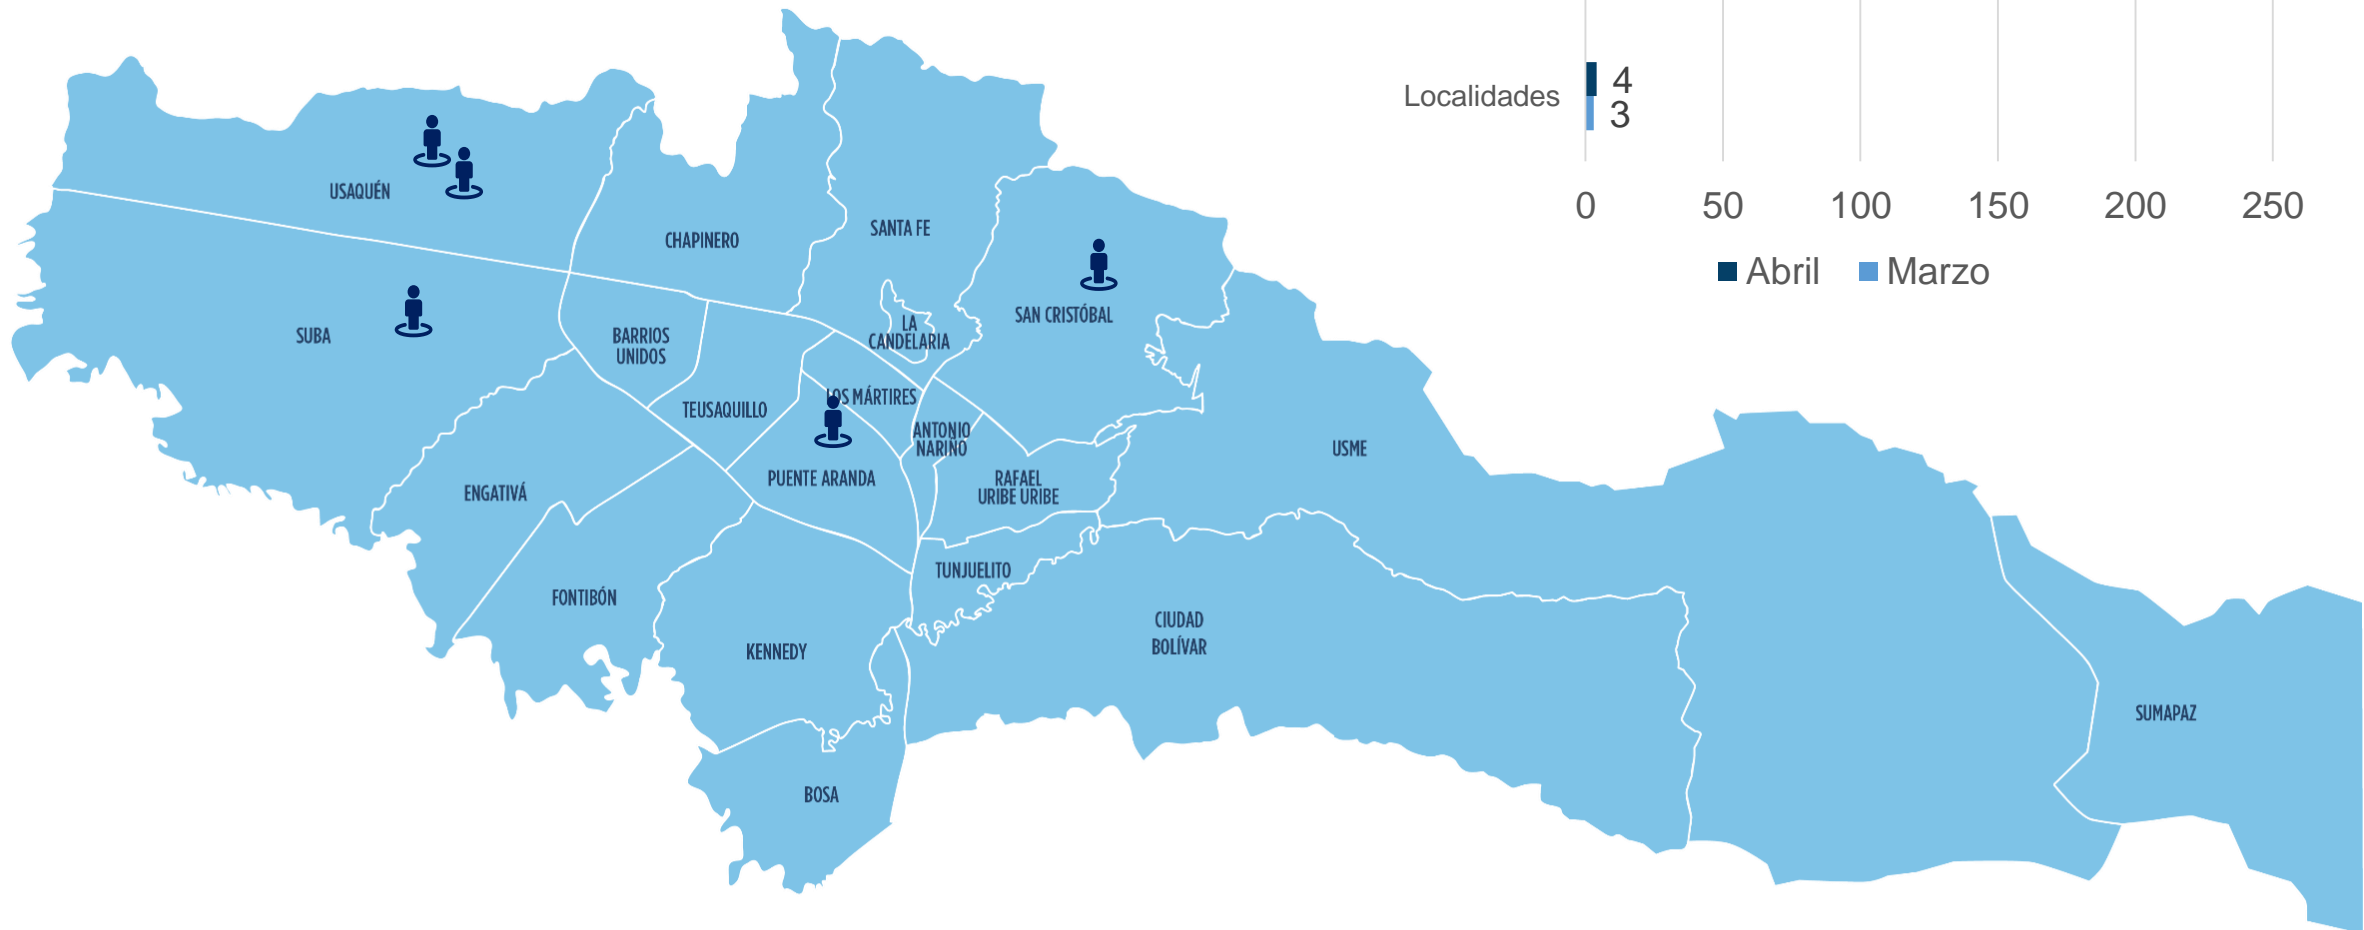 Localidades
4
3
0 50 100 150 200 250
Abril Marzo
USAQUÉN
CHAPINERO
SANTA FE
SAN CRISTÓBAL
SUBA
BARRIOS
UNIDOS
LA
CANDELARIA
TEUSAQUILLO
LOS MÁRTIRES
ANTONIO
NARIÑO
USME
ENGATIVÁ
PUENTE ARANDA
RAFAEL
URIBE URIBE
TUNJUELITO
FONTIBÓN
CIUDAD
BOLÍVAR
KENNEDY
SUMAPAZ
BOSA